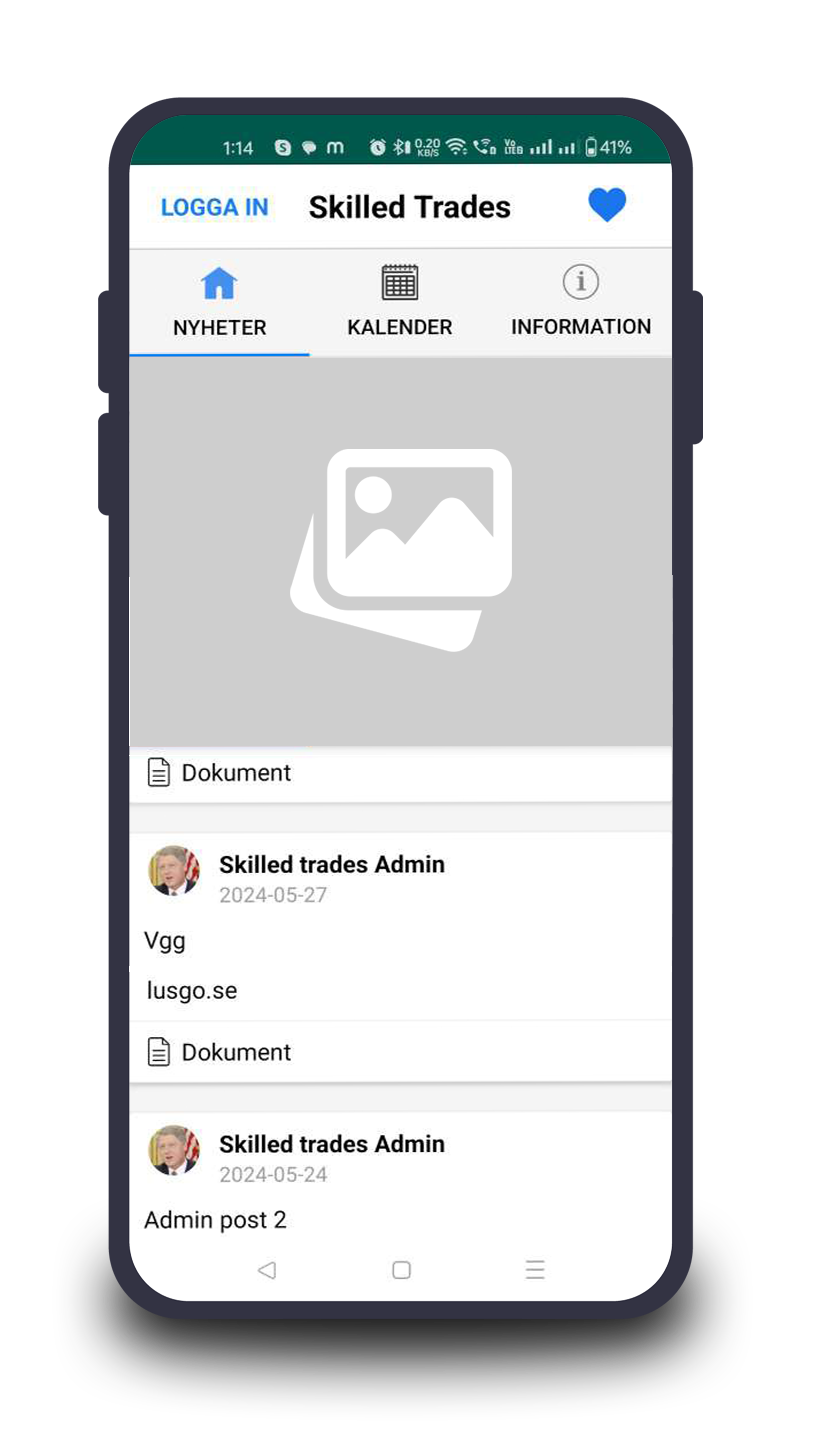 1:14 0.20 KB/S Vo LTE 41%
LOGGA IN Skilled Trades
NYHETER KALENDER INFORMATION
Dokument
Skilled trades Admin
2024-05-27
Vgg
lusgo.se
Dokument
Skilled trades Admin
2024-05-24
Admin post 2